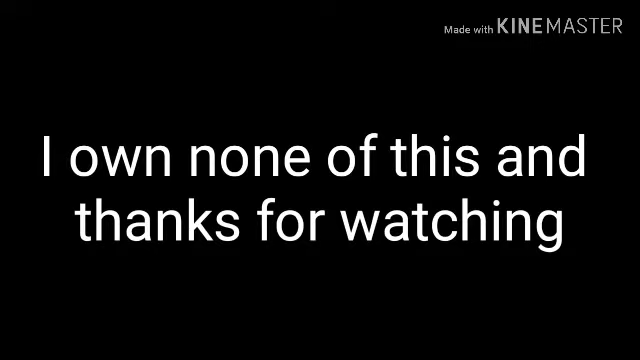 Made with KINEMASTER
I own none of this and
thanks for watching